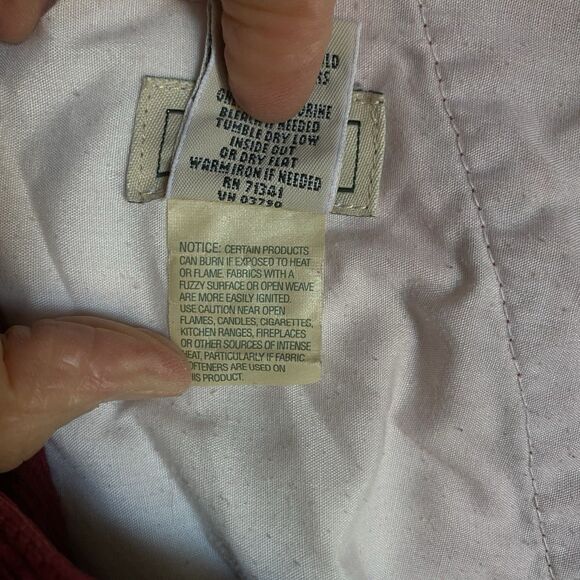 BLEACH IF NEEDED
TUMBLE DRY LOW
INSIDE OUT
OR DRY FLAT
WARM IRON IF NEEDED
RN 71341
VN 03790
NOTICE: CERTAIN PRODUCTS
CAN BURN IF EXPOSED TO HEAT
OR FLAME. FABRICS WITH A
FUZZY SURFACE OR OPEN WEAVE
ARE MORE EASILY IGNITED.
USE CAUTION NEAR OPEN
FLAMES, CANDLES, CIGARETTES,
KITCHEN RANGES, FIREPLACES
OR OTHER SOURCES OF INTENSE
HEAT, PARTICULARLY IF FABRIC
SOFTENERS ARE USED ON
THIS PRODUCT.